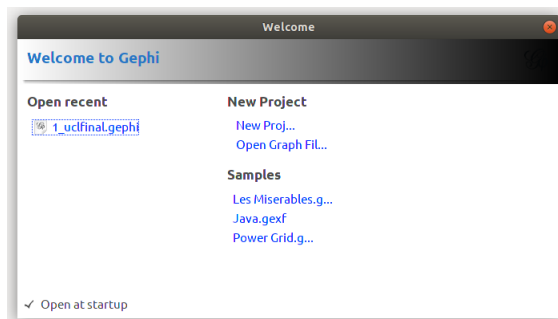 Welcome
Welcome to Gephi
Open recent
1_uclfinal.gephi
New Project
New Proj...
Open Graph Fil...
Samples
Les Miserables.g...
Java.gexf
Power Grid.g...
Open at startup